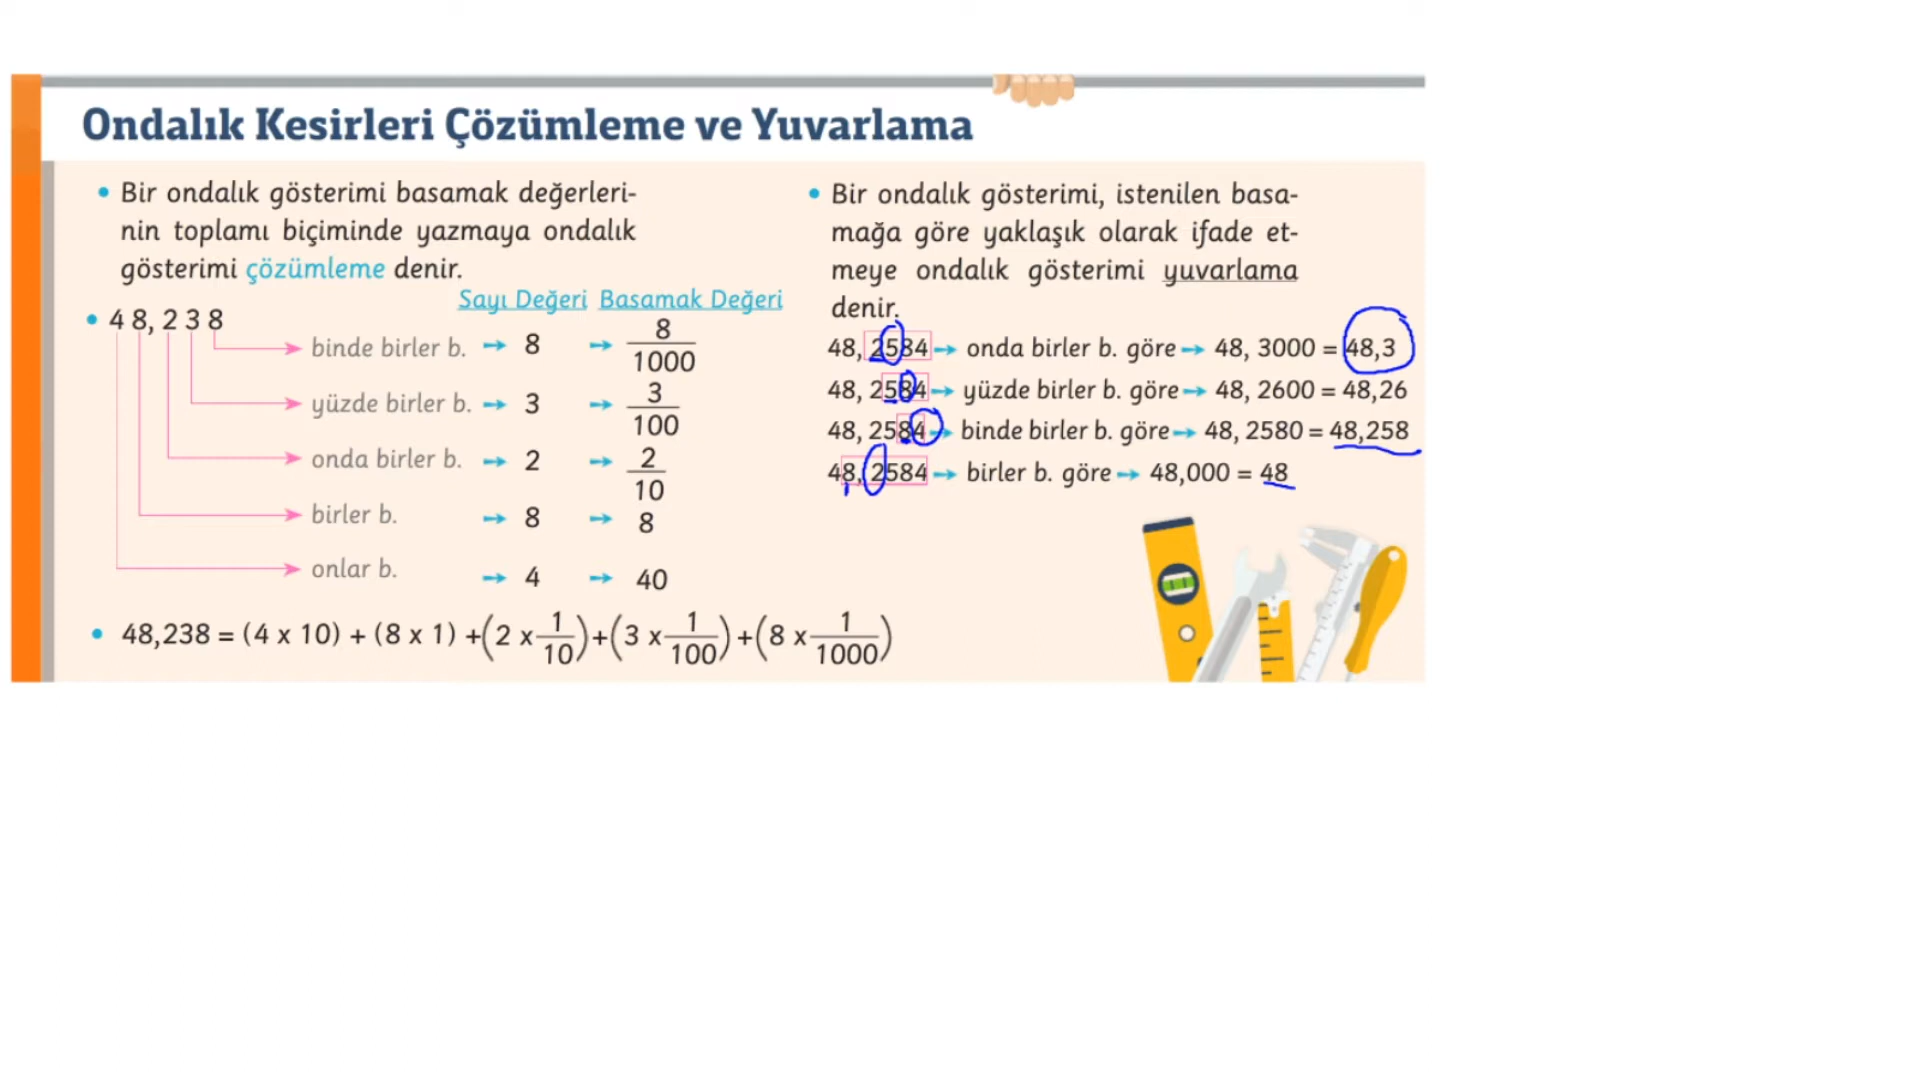 Ondalık Kesirleri Çözümleme ve Yuvarlama
• Bir ondalık gösterimi basamak değerleri-
nin toplamı biçiminde yazmaya ondalık
gösterimi çözümleme denir.
Sayı Değeri Basamak Değeri
• 4 8, 2 3 8
binde birler b. → 8 → 8/1000
yüzde birler b. → 3 → 3/100
onda birler b. → 2 → 2/10
birler b. → 8 → 8
onlar b. → 4 → 40
• 48,238 = (4 x 10) + (8 x 1) + (2 x 1/10) + (3 x 1/100) + (8 x 1/1000)
• Bir ondalık gösterimi, istenilen basa-
mağa göre yaklaşık olarak ifade et-
meye ondalık gösterimi yuvarlama
denir.
48, 2584 → onda birler b. göre → 48, 3000 = 48,3
48, 2584 → yüzde birler b. göre → 48, 2600 = 48,26
48, 2584 → binde birler b. göre → 48, 2580 = 48,258
48, 2584 → birler b. göre → 48,000 = 48